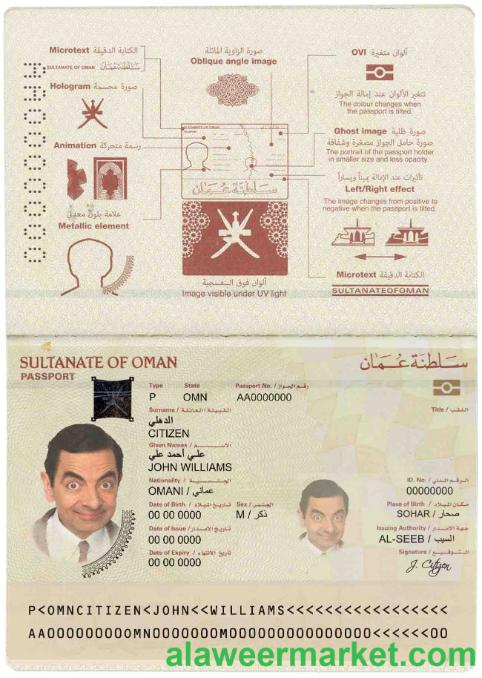 Microtext الكتابة الدقيقة
SULTANATE OF OMAN سلطنة عمان
Hologram صورة مجسمة
Animation رسمة متحركة
علامة بلون معدني
Metallic element
صورة الزاوية المائلة
Oblique angle image
SULTANATE OF OMAN
PASSPORT
سلطنة عمان
ألوان فوق البنفسجية
Image visible under UV light
OVI ألوان متغيرة
تتغير الألوان عند إمالة الجواز
The colour changes when
the passport is tilted.
Ghost image صورة ظلية
صورة حامل الجواز مصغرة وشفافة
The portrait of the passport holder
in smaller size and less opacity.
تأثيرات عند الإمالة يميناً ويساراً
Left/Right effect
The image changes from positive to
negative when the passport is tilted.
Microtext الكتابة الدقيقة
SULTANATEOFOMAN
SULTANATE OF OMAN سلطنة عمان
PASSPORT
Type State Passport No. / رقم الجواز
P OMN AA0000000
Surname / القبيلة / العائلة
Title / اللقب
الدهلي
CITIZEN
Given Names / الاسم
علي أحمد علي
JOHN WILLIAMS
Nationality / الجنسية
ID. No. / الرقم المدني
OMANI / عماني
00000000
Date of Birth / تاريخ الميلاد Sex / الجنس
Place of Birth / مكان الميلاد
00 00 0000 M / ذكر
SOHAR / صحار
Date of Issue / تاريخ الإصدار
Issuing Authority / جهة الإصدار
00 00 0000
AL-SEEB / السيب
Date of Expiry / تاريخ الانتهاء
Signature / التوقيع
00 00 0000
J. Citizen
P<OMNCITIZEN<JOHN<<WILLIAMS<<<<<<<<<<<<<<<<<
alaweermarket.com